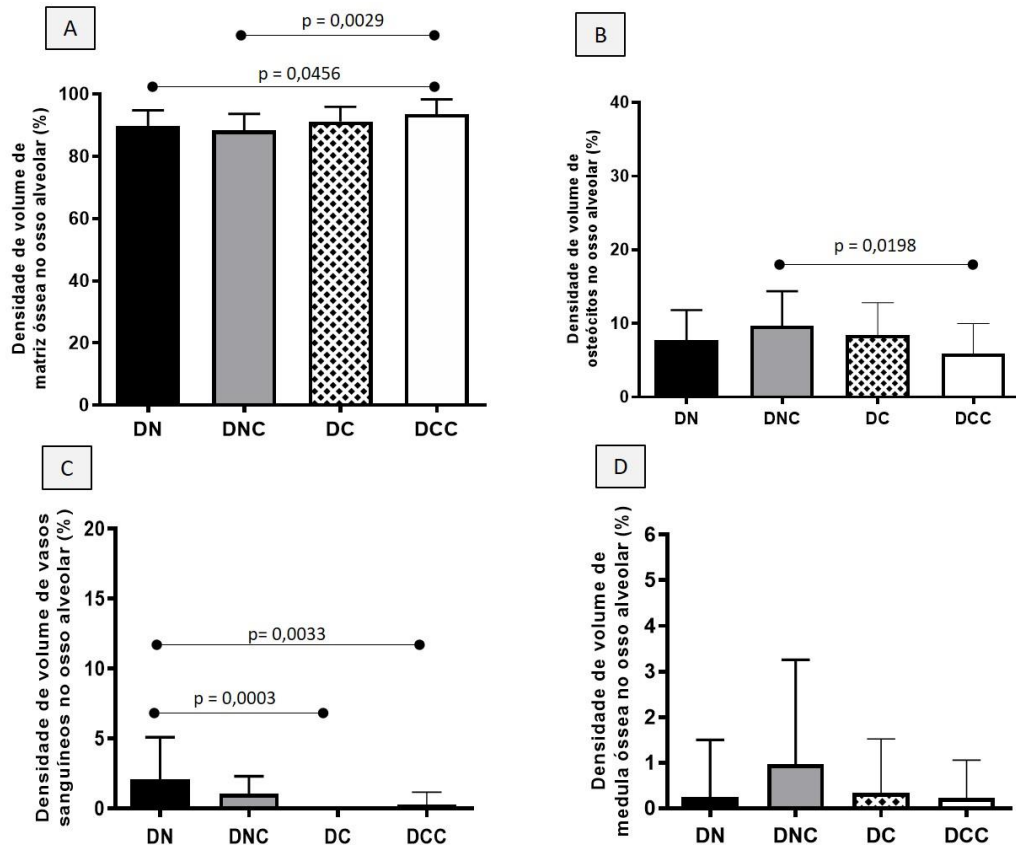 A
p = 0,0029
p = 0,0456
Densidade de volume de
matriz óssea no osso alveolar (%)
100
80
60
40
20
0
DN DNC DC DCC
B
Densidade de volume de
osteócitos no osso alveolar (%)
40
30
20
10
0
p = 0,0198
DN DNC DC DCC
C
Densidade de volume de vasos
sanguíneos no osso alveolar (%)
20
15
10
5
0
p= 0,0033
p = 0,0003
DN DNC DC DCC
D
Densidade de volume de
medula óssea no osso alveolar (%)
6
5
4
3
2
1
0
DN DNC DC DCC